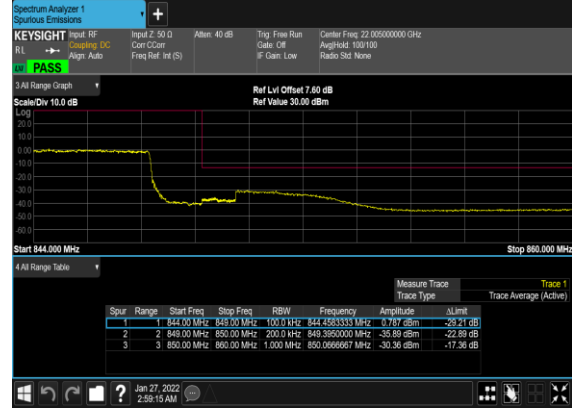 Spectrum Analyzer 1
Spurious Emissions
+
KEYSIGHT Input: RF Input Z: 50 Ω Atten: 40 dB Trig: Free Run Center Freq: 22.005000000 GHz
RL Coupling: DC Corr CCorr Gate: Off Avg|Hold: 100/100
Align: Auto Freq Ref: Int (S) IF Gain: Low Radio Std: None
LXI PASS
3 All Range Graph
Ref Lvl Offset 7.60 dB
Scale/Div 10.0 dB Ref Value 30.00 dBm
Log
20.0
10.0
0.00
-10.0
-20.0
-30.0
-40.0
-50.0
-60.0
Start 844.000 MHz Stop 860.000 MHz
4 All Range Table
Measure Trace Trace 1
Trace Type Trace Average (Active)
Spur Range Start Freq Stop Freq RBW Frequency Amplitude ΔLimit
1 1 844.00 MHz 849.00 MHz 100.0 kHz 844.4583333 MHz 0.787 dBm -29.21 dB
2 2 849.00 MHz 850.00 MHz 200.0 kHz 849.3950000 MHz -35.89 dBm -22.89 dB
3 3 850.00 MHz 860.00 MHz 1.000 MHz 850.0666667 MHz -30.36 dBm -17.36 dB
? Jan 27, 2022
2:59:15 AM